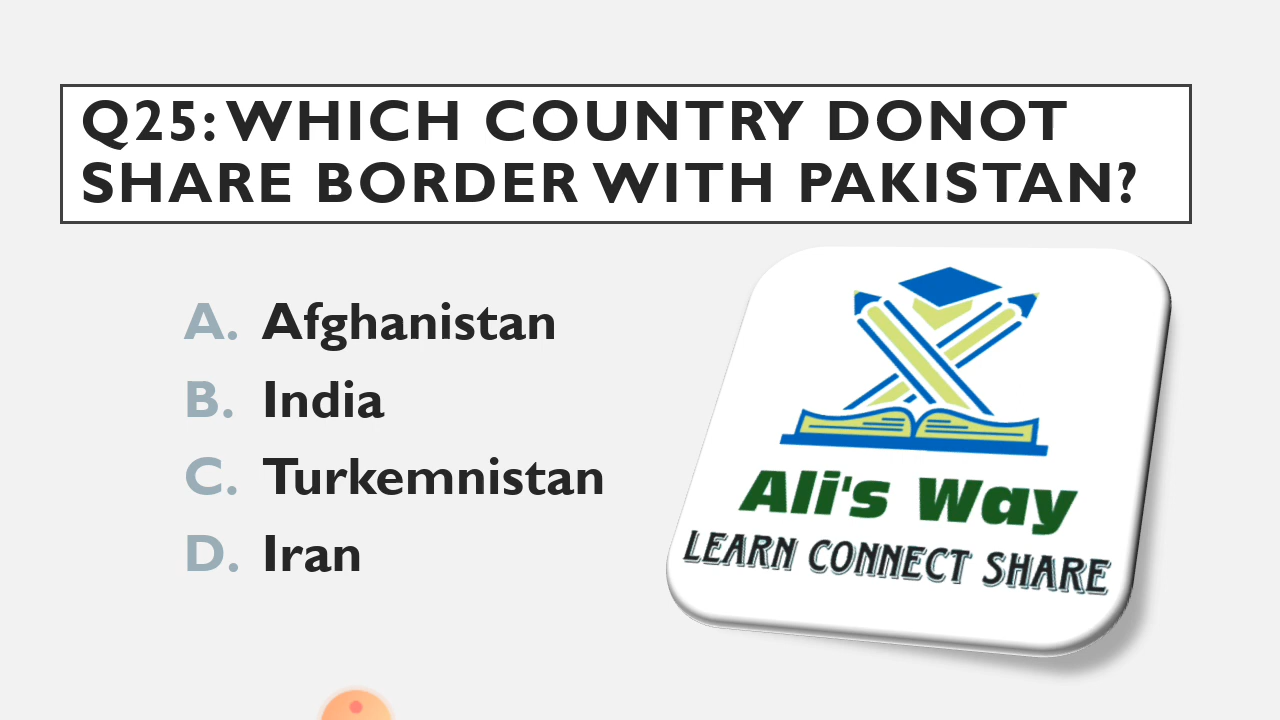 Q25: WHICH COUNTRY DONOT
SHARE BORDER WITH PAKISTAN?
A. Afghanistan
B. India
C. Turkemnistan
D. Iran
Ali's Way
LEARN CONNECT SHARE